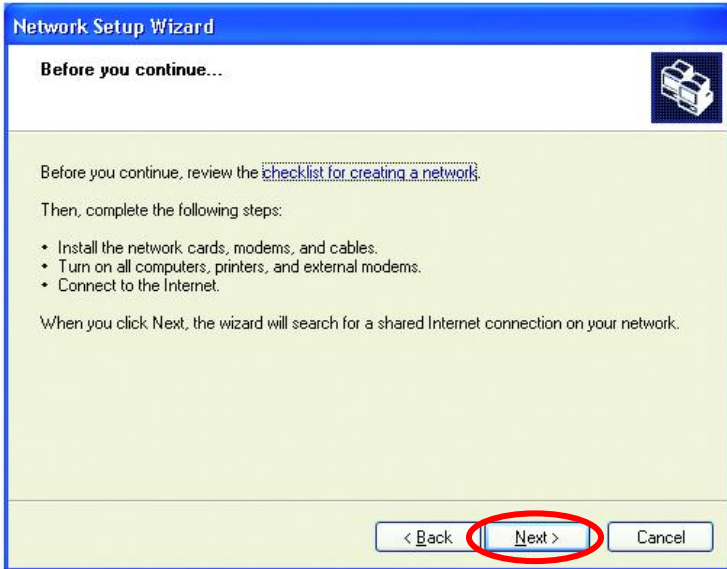 Network Setup Wizard
Before you continue...
Before you continue, review the checklist for creating a network.
Then, complete the following steps:
• Install the network cards, modems, and cables.
• Turn on all computers, printers, and external modems.
• Connect to the Internet.
When you click Next, the wizard will search for a shared Internet connection on your network.
< Back Next > Cancel